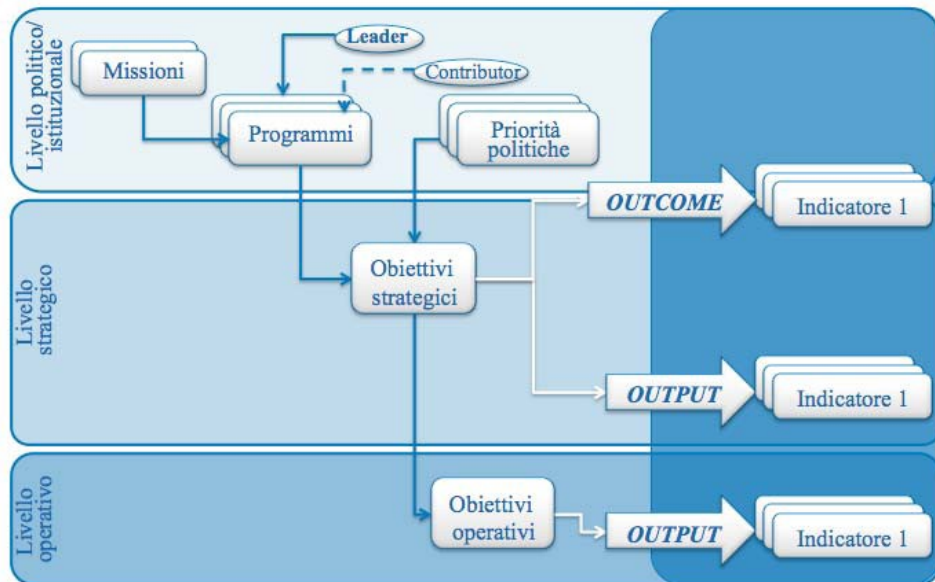 Livello politico/
istituzionale
Missioni
Leader
Contributor
Programmi
Priorità
politiche
OUTCOME
Indicatore 1
Livello
strategico
Obiettivi
strategici
OUTPUT
Indicatore 1
Livello
operativo
Obiettivi
operativi
OUTPUT
Indicatore 1